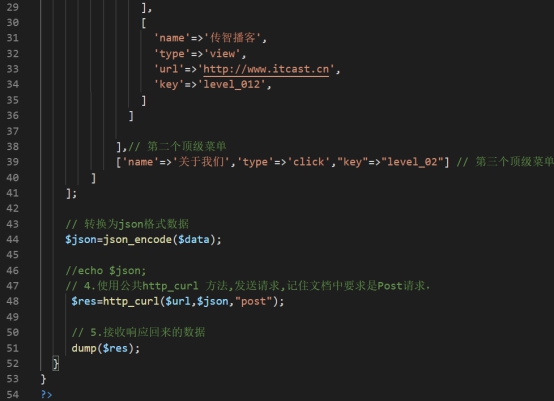 29 ],
30 [
31 'name'=>'传智播客',
32 'type'=>'view',
33 'url'=>'http://www.itcast.cn',
34 'key'=>'level_012',
35 ]
36 ]
37
38 ],// 第二个顶级菜单
39 ['name'=>'关于我们','type'=>'click',"key"=>"level_02"] // 第三个顶级菜单
40 ]
41 ];
42
43 // 转换为json格式数据
44 $json=json_encode($data);
45
46 //echo $json;
47 // 4.使用公共http_curl 方法,发送请求,记住文档中要求是Post请求.
48 $res=http_curl($url,$json,"post");
49
50 // 5.接收响应回来的数据
51 dump($res);
52 }
53 }
54 ?>